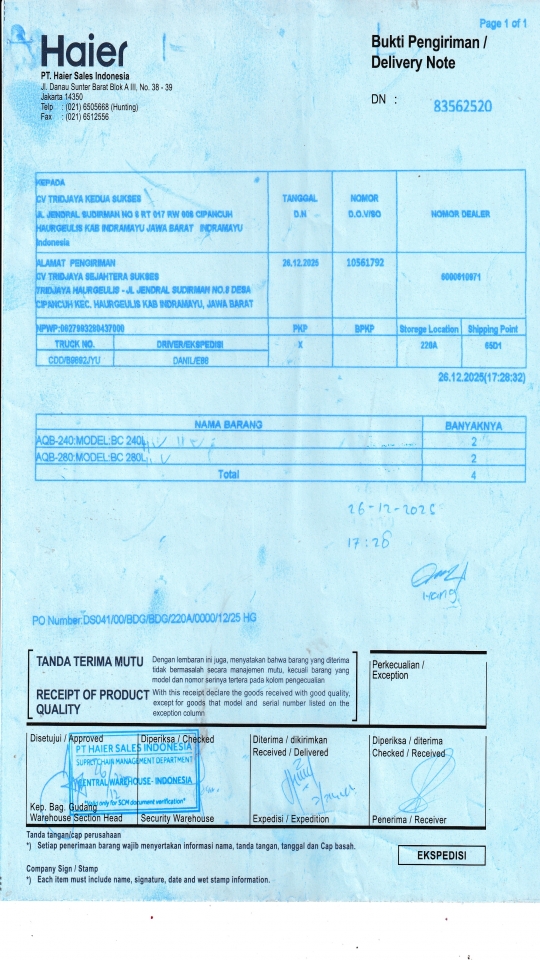 Page 1 of 1
Haier
PT. Haier Sales Indonesia
Jl. Danau Sunter Barat Blok A III, No. 38 - 39
Jakarta 14350
Telp : (021) 6505668 (Hunting)
Fax : (021) 6512556
Bukti Pengiriman /
Delivery Note
DN : 83562520
KEPADA
CV TRIDJAYA KEDUA SUKSES
JL JENDRAL SUDIRMAN NO 8 RT 017 RW 008 CIPANCUH
HAURGEULIS KAB INDRAMAYU JAWA BARAT INDRAMAYU
Indonesia
TANGGAL
D.N
NOMOR
D.O.V/SO
NOMOR DEALER
ALAMAT PENGIRIMAN
CV TRIDJAYA SEJAHTERA SUKSES
TRIDJAYA HAURGEULIS - JL JENDRAL SUDIRMAN NO.8 DESA
CIPANCUH KEC. HAURGEULIS KAB INDRAMAYU, JAWA BARAT
26.12.2025
10361792
PKP BPKP Storege Location Shipping Point
TRUCK NO. DRIVER/EKSPEDISI X 220A 65D1
DANIL/E88
26.12.2025(17:28:32)
NAMA BARANG BANYAKNYA
AQB-240:MODEL:BC 240L 2
AQB-280:MODEL:BC 280L 2
Total 4
26-12-2025
17:28
PO Number:DS041/00/BDG/BDG/220A/0000/12/25 HG
TANDA TERIMA MUTU
Dengan lembaran ini juga, menyatakan bahwa barang yang diterima
tidak bermasalah secara manajemen mutu, kecuali barang yang
model dan nomor serinya tertera pada kolom pengecualian
RECEIPT OF PRODUCT
QUALITY
With this receipt declare the goods received with good quality,
except for goods that model and serial number listed on the
exception column
Perkecualian /
Exception
Disetujui / Approved
Diperiksa / Checked
Diterima / dikirimkan
Received / Delivered
Diperiksa / diterima
Checked / Received
PT HAIER SALES INDONESIA
SUPPLY CHAIN MANAGEMENT DEPARTMENT
CENTRAL WAREHOUSE- INDONESIA
*Valid only for SCM document verification*
Kep. Bag. Gudang
Warehouse Section Head
Security Warehouse
Expedisi / Expedition
Penerima / Receiver
Tanda tangan/cap perusahaan
*) Setiap penerimaan barang wajib menyertakan informasi nama, tanda tangan, tanggal dan Cap basah.
EKSPEDISI
Company Sign / Stamp
*) Each item must include name, signature, date and wet stamp information.